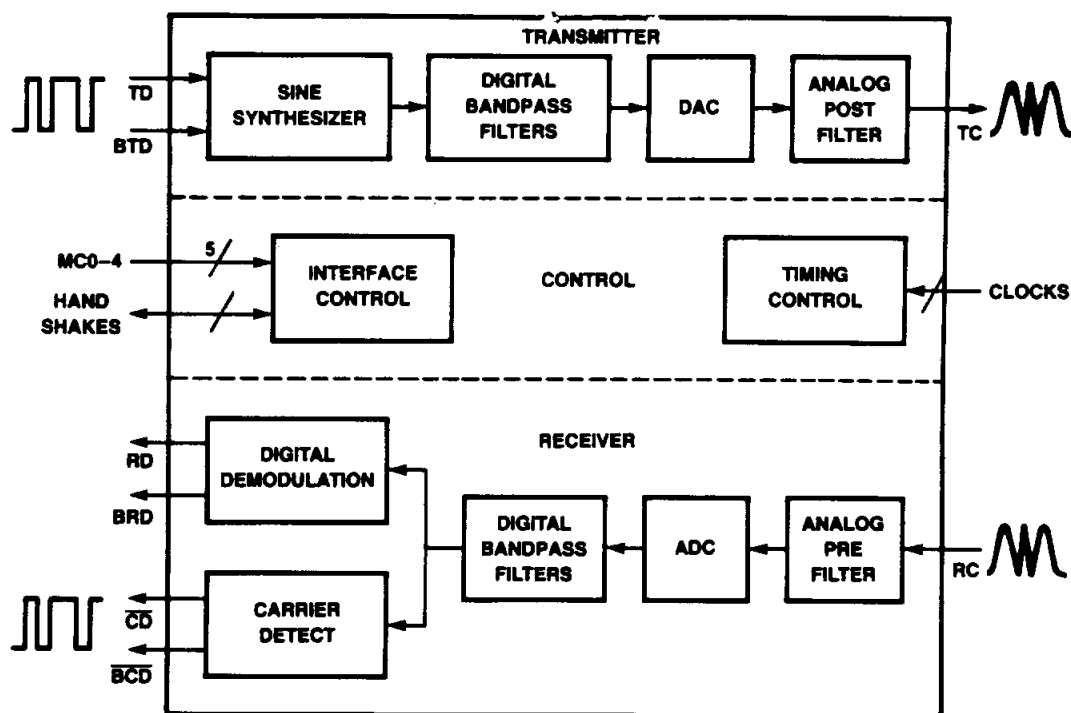 TRANSMITTER
TD
BTD
SINE
SYNTHESIZER
DIGITAL
BANDPASS
FILTERS
DAC
ANALOG
POST
FILTER
TC
MC0-4
5
HAND
SHAKES
INTERFACE
CONTROL
CONTROL
TIMING
CONTROL
CLOCKS
RECEIVER
RD
BRD
DIGITAL
DEMODULATION
DIGITAL
BANDPASS
FILTERS
ADC
ANALOG
PRE
FILTER
RC
CD
BCD
CARRIER
DETECT